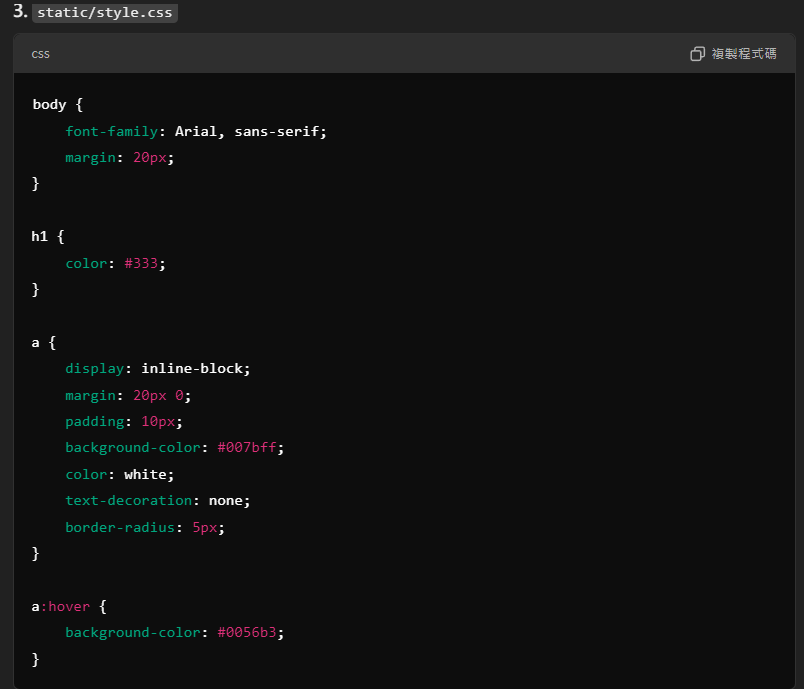 3. static/style.css
css 複製程式碼
body {
    font-family: Arial, sans-serif;
    margin: 20px;
}

h1 {
    color: #333;
}

a {
    display: inline-block;
    margin: 20px 0;
    padding: 10px;
    background-color: #007bff;
    color: white;
    text-decoration: none;
    border-radius: 5px;
}

a:hover {
    background-color: #0056b3;
}